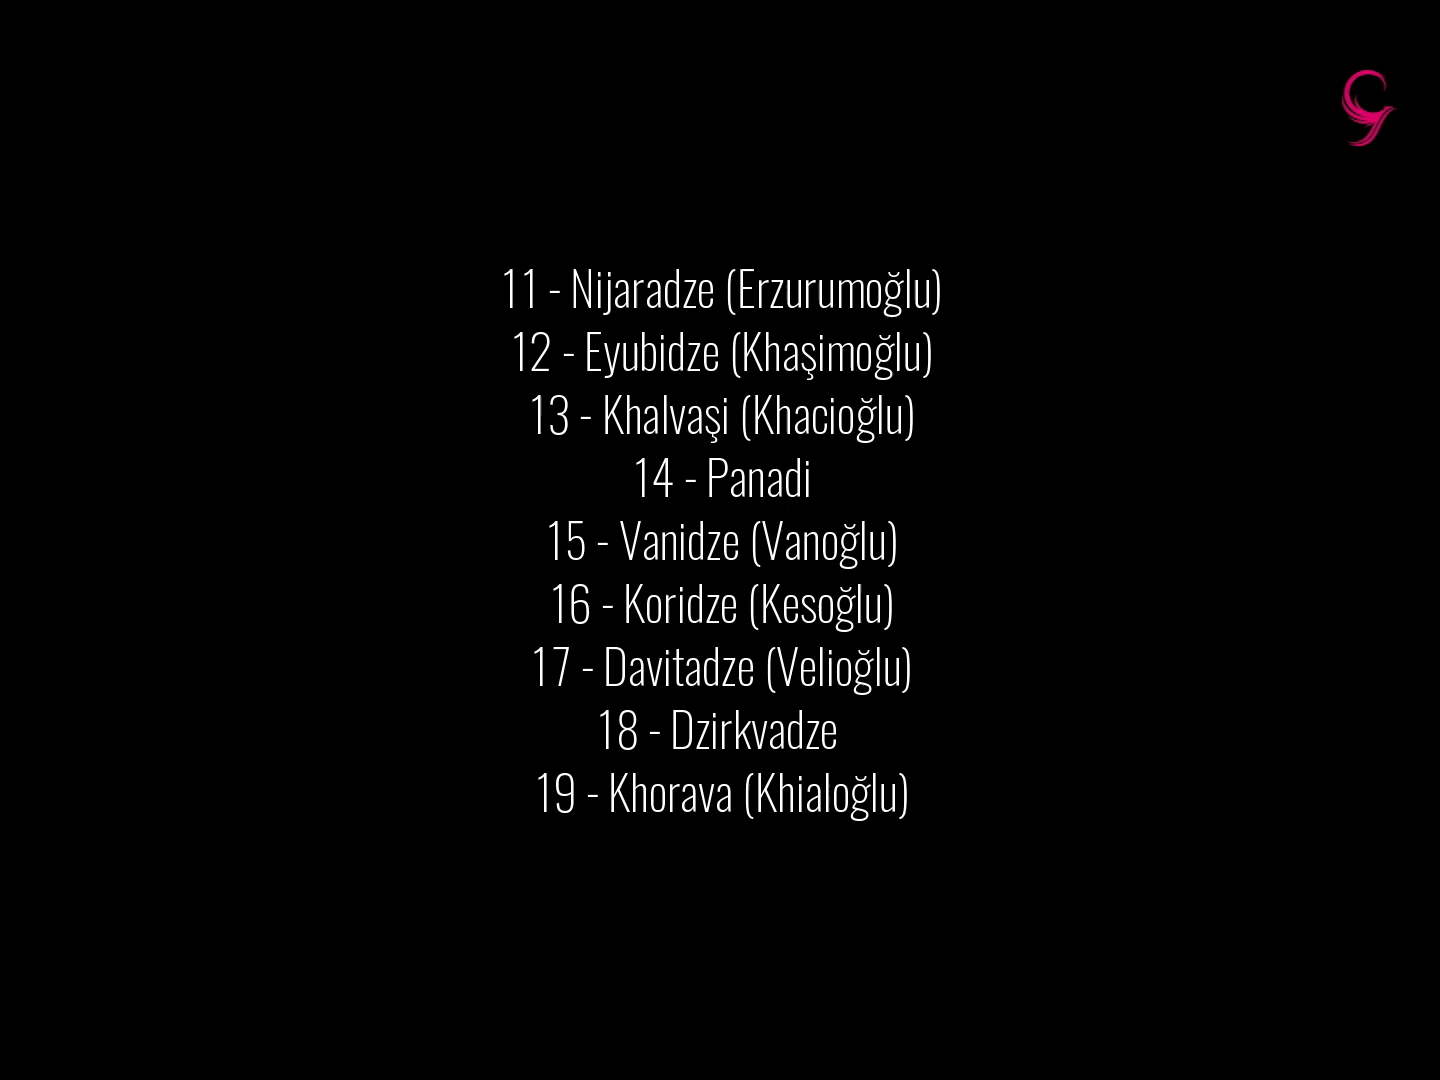 11 - Nijaradze (Erzurumoğlu)
12 - Eyubidze (Khaşimoğlu)
13 - Khalvaşi (Khacioğlu)
14 - Panadi
15 - Vanidze (Vanoğlu)
16 - Koridze (Kesoğlu)
17 - Davitadze (Velioğlu)
18 - Dzirkvadze
19 - Khorava (Khialoğlu)